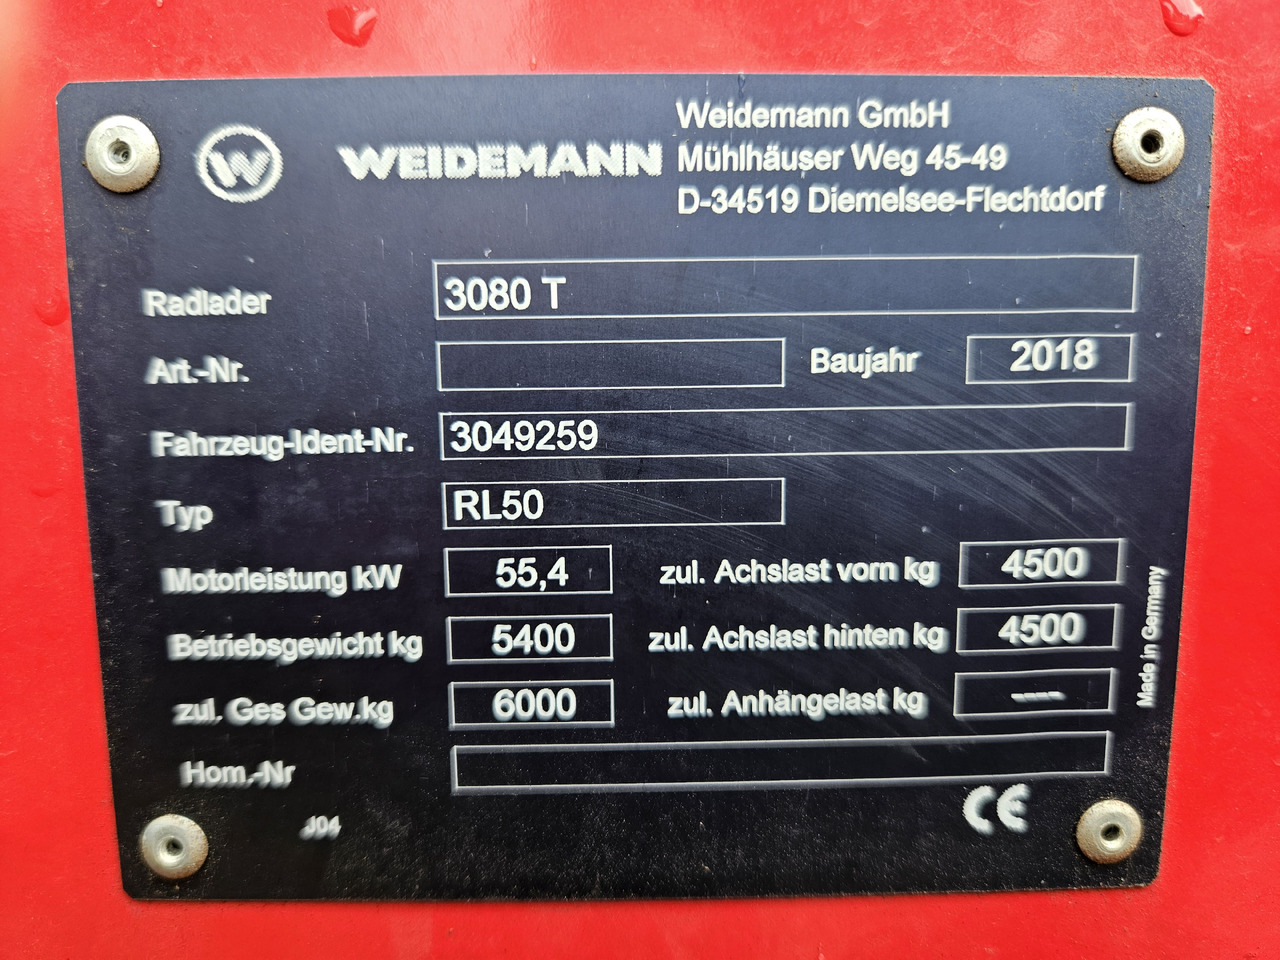 W WEIDEMANN
Weidemann GmbH
Mühlhäuser Weg 45-49
D-34519 Diemelsee-Flechtdorf
Radlader 3080 T
Art.-Nr. Baujahr 2018
Fahrzeug-Ident-Nr. 3049259
Typ RL50
Motorleistung kW 55,4 zul. Achslast vorn kg 4500
Betriebsgewicht kg 5400 zul. Achslast hinten kg 4500
zul. Ges Gew.kg 6000 zul. Anhängelast kg ----
Hom.-Nr
J04 CE
Made in Germany